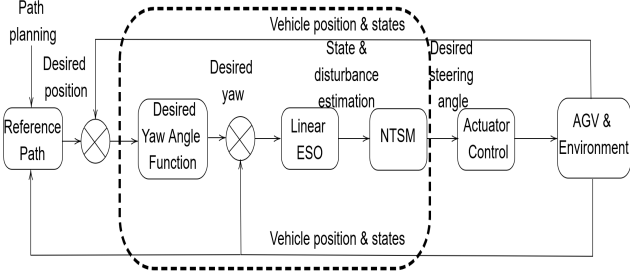 Path
planning
Vehicle position & states
Desired
position
Desired
yaw
State &
disturbance
estimation
Desired
steering
angle
Reference
Path
Desired
Yaw Angle
Function
Linear
ESO
NTSM
Actuator
Control
AGV &
Environment
Vehicle position & states